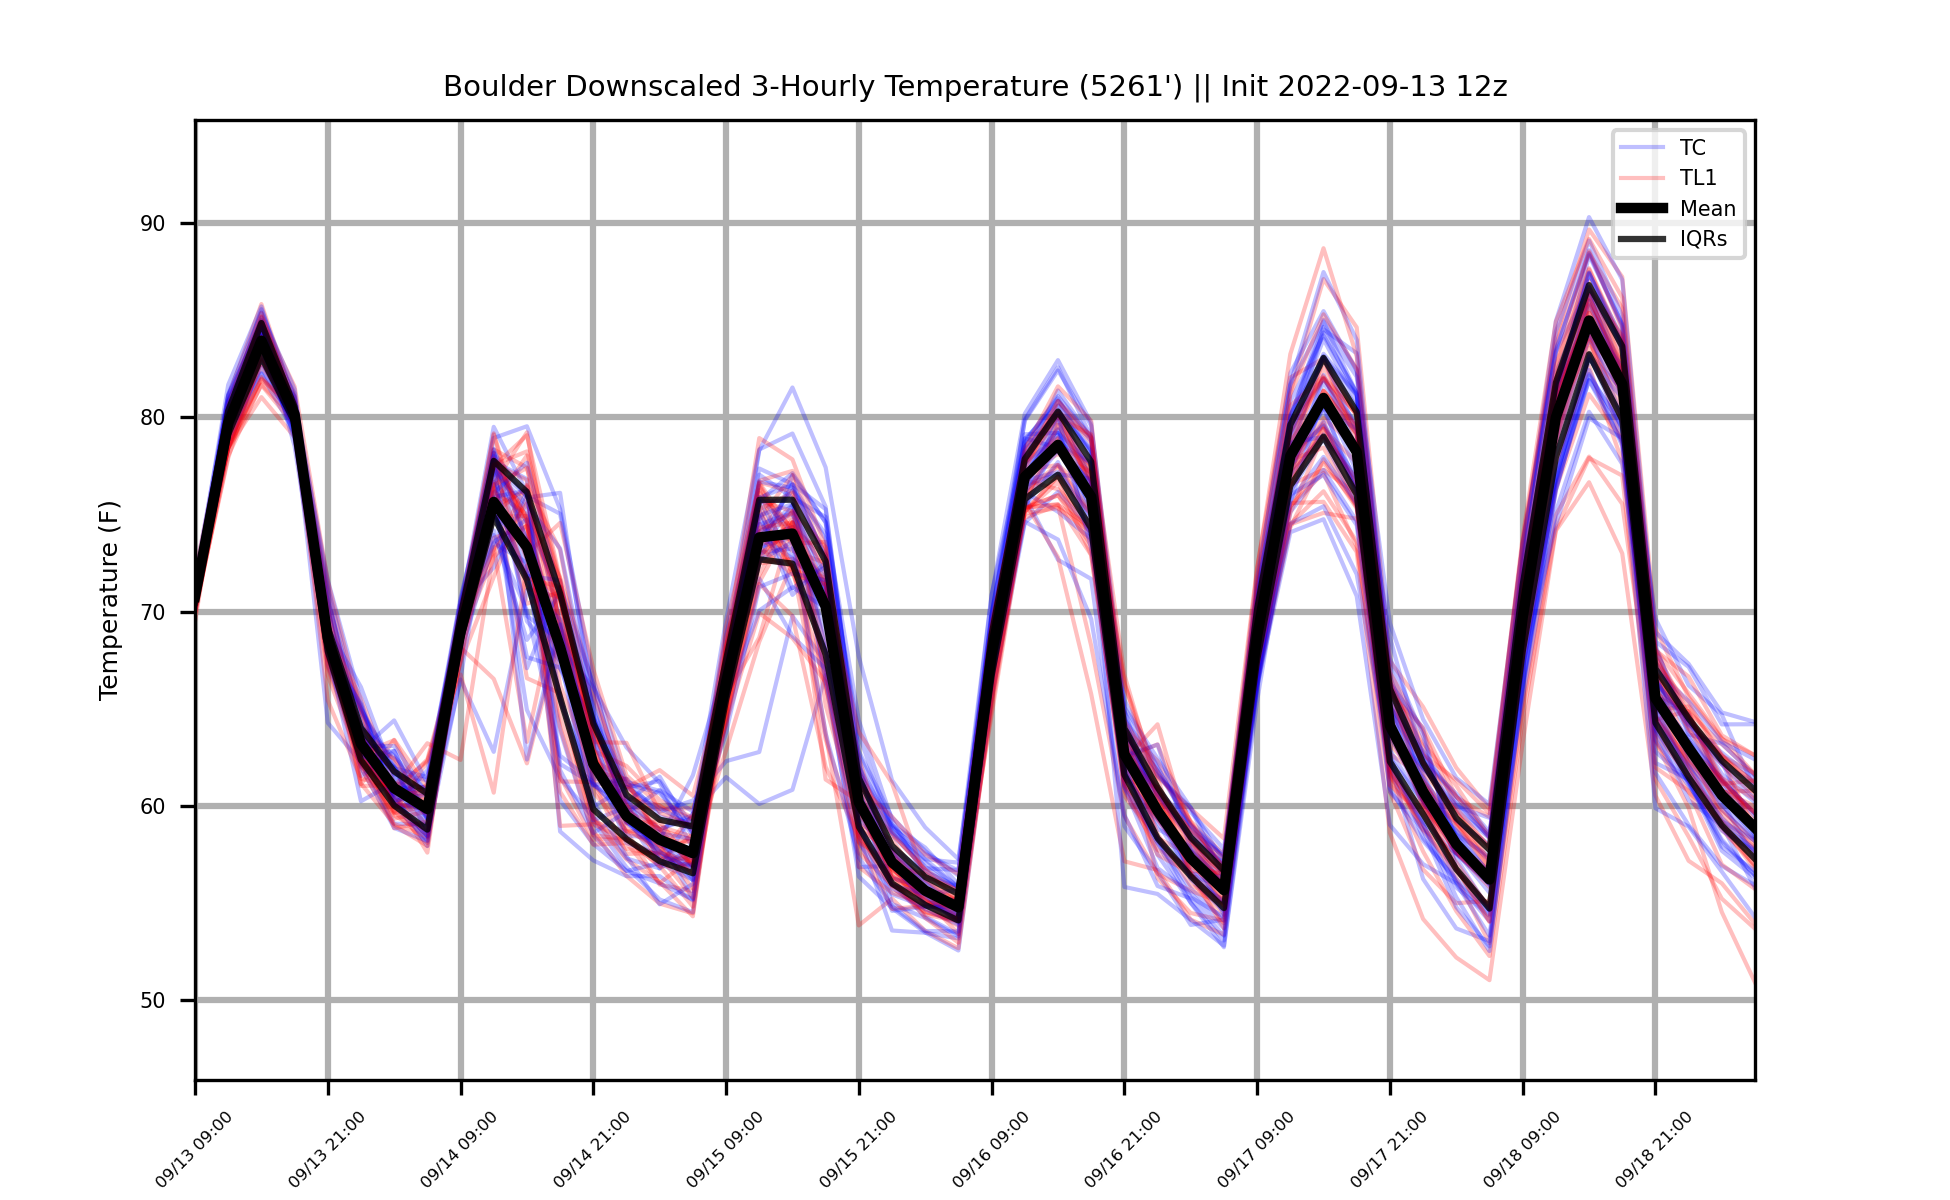 Boulder Downscaled 3-Hourly Temperature (5261') || Init 2022-09-13 12z
TC
TL1
Mean
IQRs
Temperature (F)
90
80
70
60
50
09/13 09:00
09/13 21:00
09/14 09:00
09/14 21:00
09/15 09:00
09/15 21:00
09/16 09:00
09/16 21:00
09/17 09:00
09/17 21:00
09/18 09:00
09/18 21:00